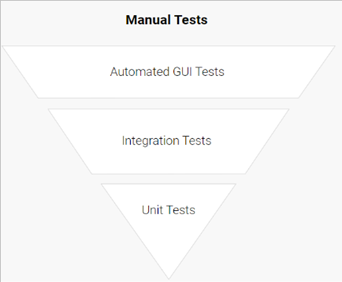 Manual Tests
Automated GUI Tests
Integration Tests
Unit Tests